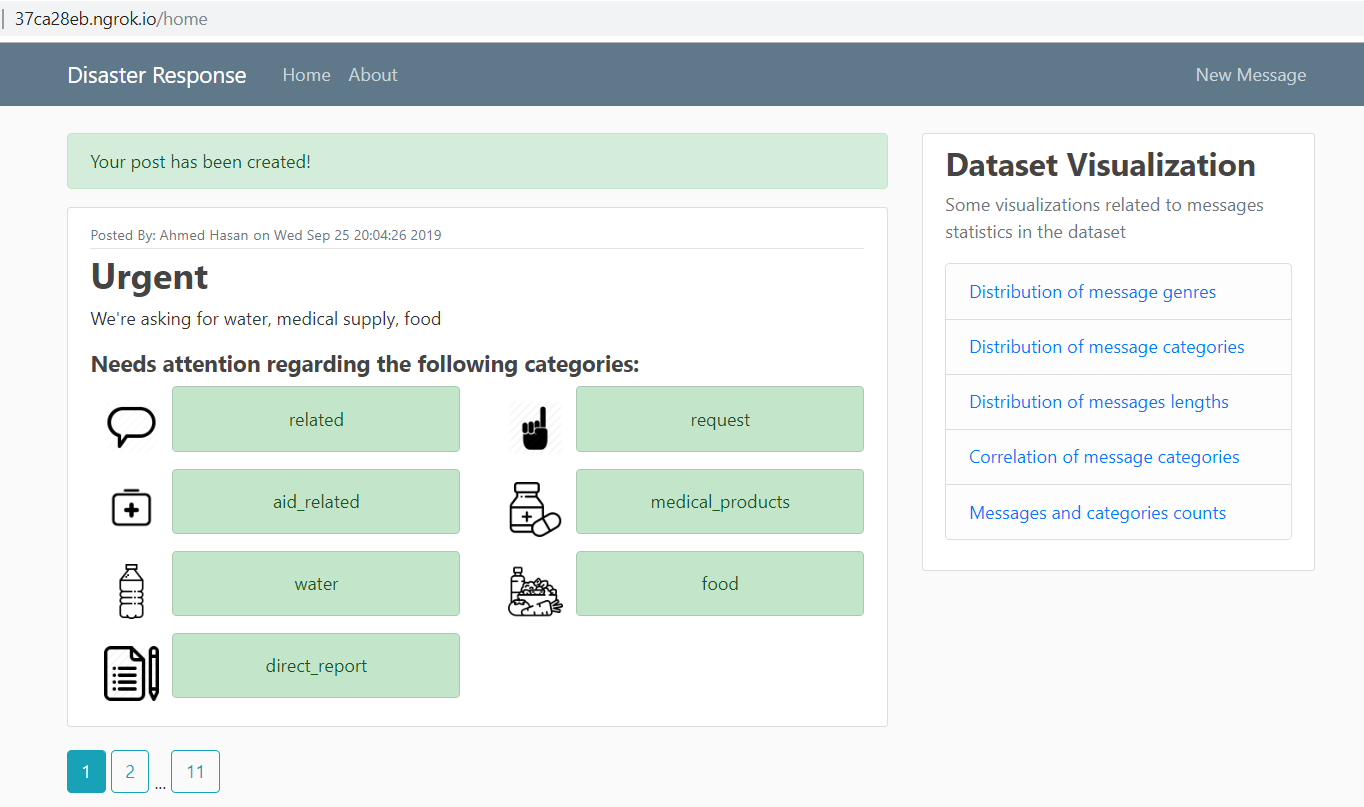 37ca28eb.ngrok.io/home
Disaster Response Home About New Message
Your post has been created!
Posted By: Ahmed Hasan on Wed Sep 25 20:04:26 2019
Urgent
We're asking for water, medical supply, food
Needs attention regarding the following categories:
related request
aid_related medical_products
water food
direct_report
1 2 ... 11
Dataset Visualization
Some visualizations related to messages
statistics in the dataset
Distribution of message genres
Distribution of message categories
Distribution of messages lengths
Correlation of message categories
Messages and categories counts